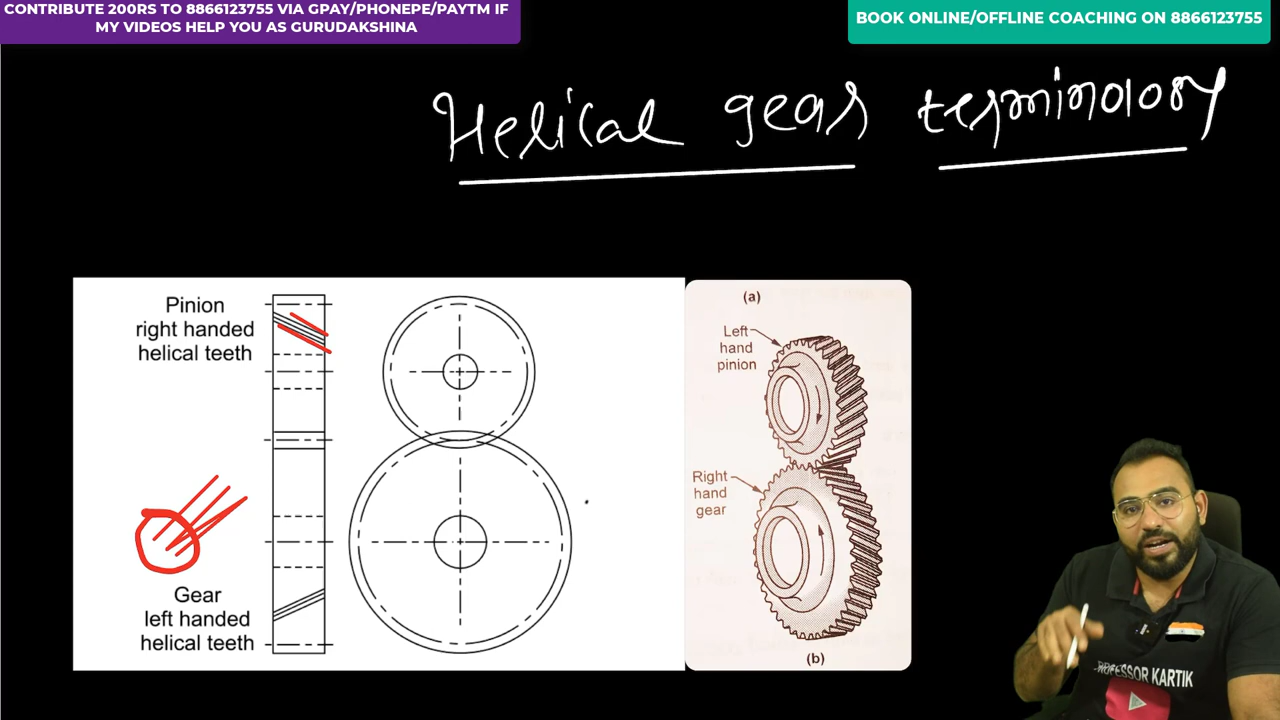 CONTRIBUTE 200RS TO 8866123755 VIA GPAY/PHONEPE/PAYTM IF
MY VIDEOS HELP YOU AS GURUDAKSHINA
BOOK ONLINE/OFFLINE COACHING ON 8866123755
Helical gear terminology
Pinion
right handed
helical teeth
Gear
left handed
helical teeth
(a)
Left
hand
pinion
Right
hand
gear
(b)
PROFESSOR KARTIK